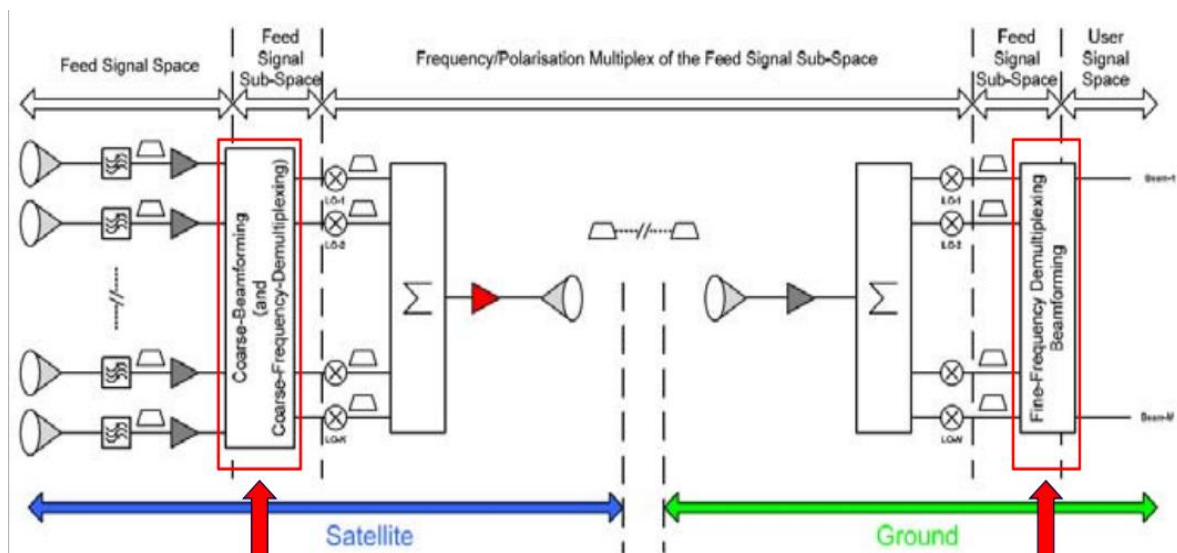 Feed Signal Space
Feed
Signal
Sub-Space
Frequency/Polarisation Multiplex of the Feed Signal Sub-Space
Feed
Signal
Sub-Space
User
Signal
Space
Coarse-Beamforming
(and
Coarse-Frequency-Demultiplexing)
LO-1
LO-2
LO-K
Σ
Σ
LO-1
LO-2
LO-N
Fine-Frequency Demultiplexing
Beamforming
Beam-1
Beam-M
Satellite
Ground